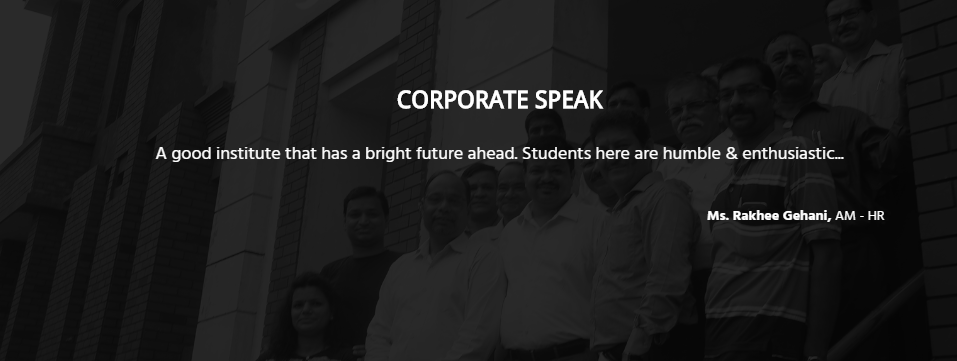 CORPORATE SPEAK
A good institute that has a bright future ahead. Students here are humble & enthusiastic...
Ms. Rakhee Gehani, AM - HR